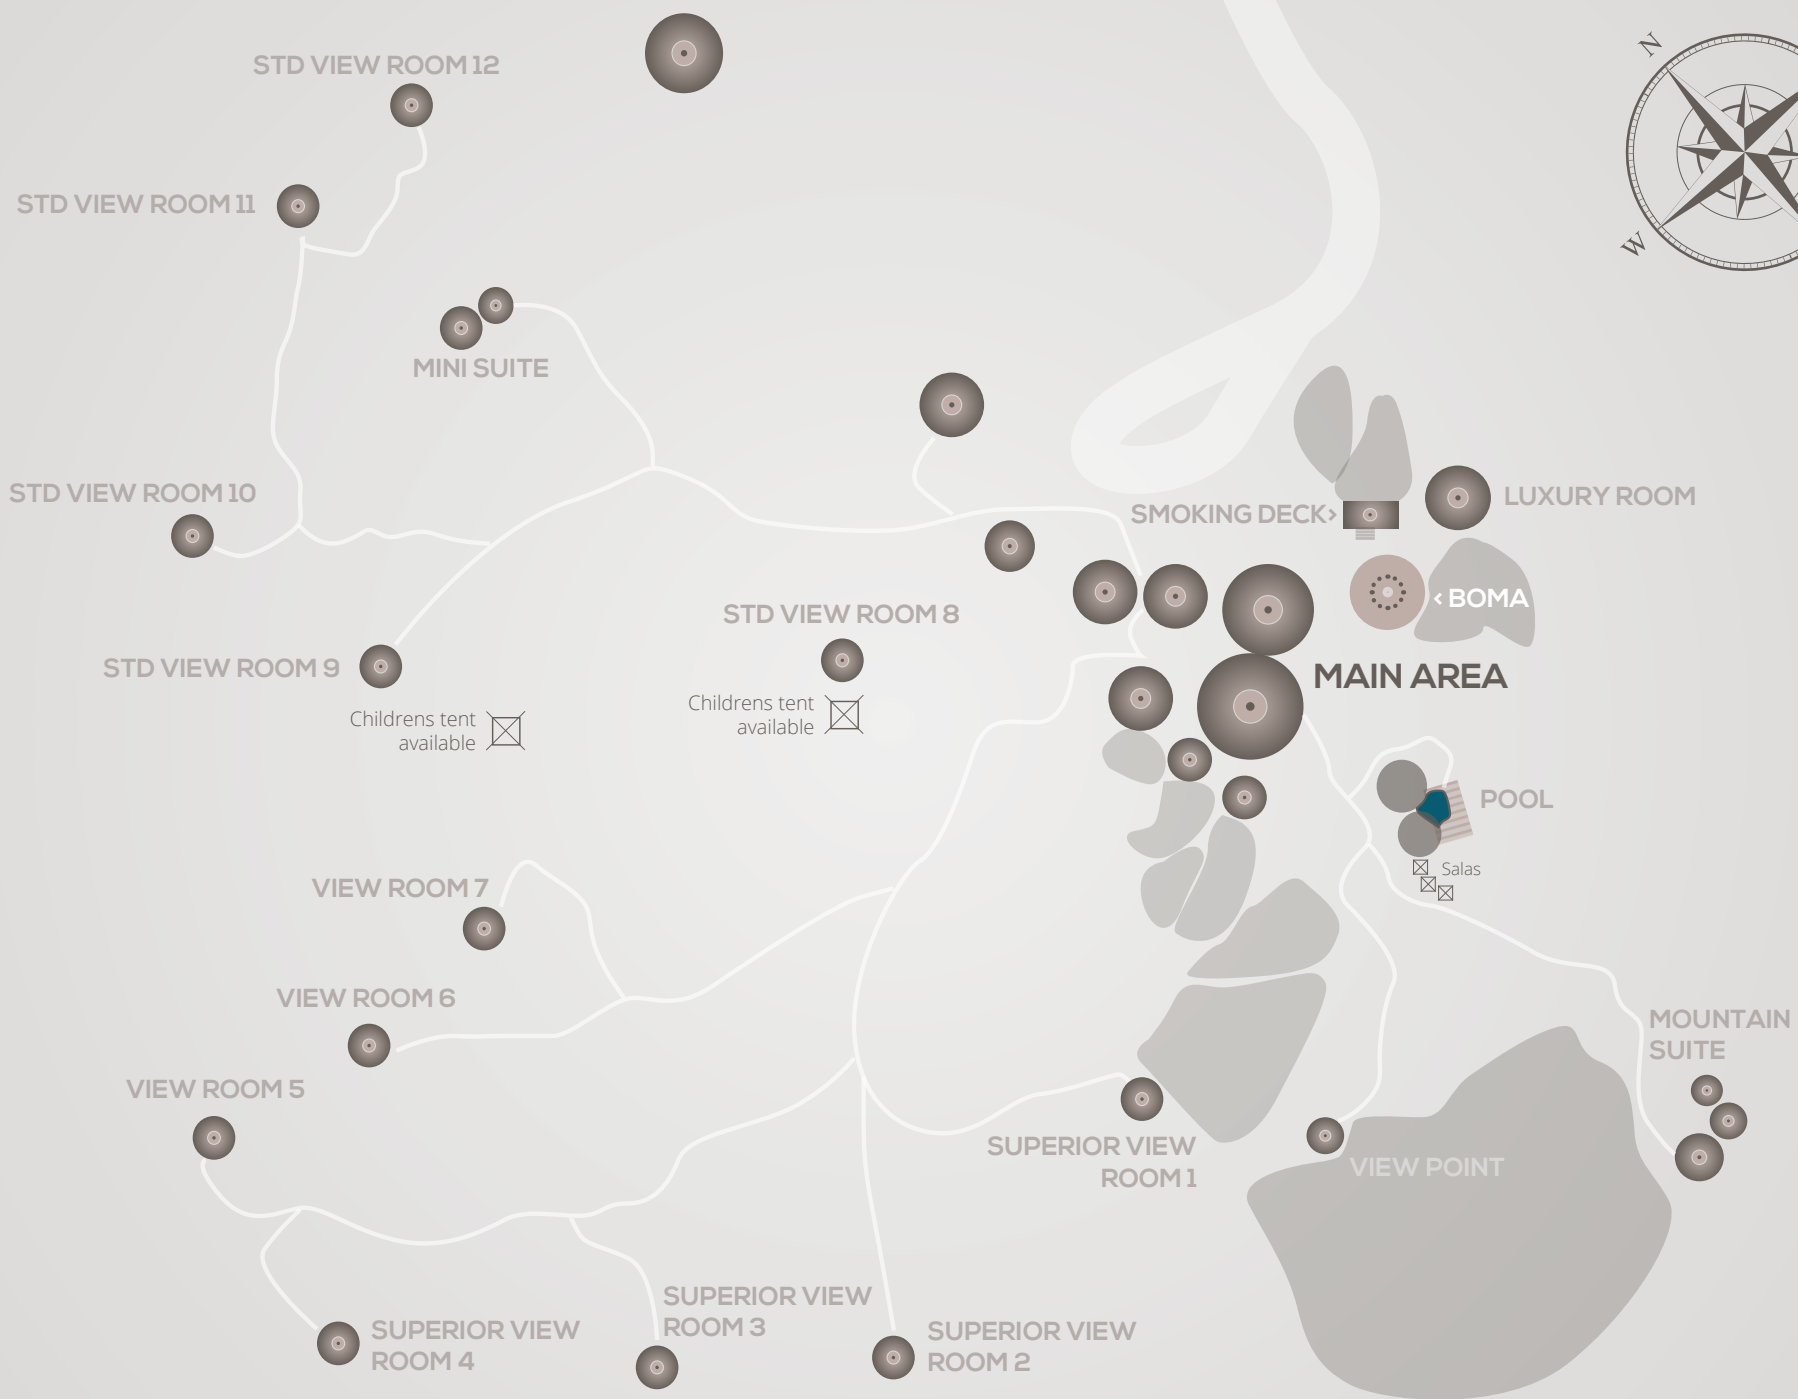 STD VIEW ROOM 12
N
STD VIEW ROOM 11
W
MINI SUITE
STD VIEW ROOM 10
SMOKING DECK>
LUXURY ROOM
< BOMA
STD VIEW ROOM 8
STD VIEW ROOM 9
MAIN AREA
Childrens tent
available
Childrens tent
available
POOL
Salas
VIEW ROOM 7
VIEW ROOM 6
MOUNTAIN
SUITE
VIEW ROOM 5
SUPERIOR VIEW
ROOM 1
VIEW POINT
SUPERIOR VIEW
ROOM 3
SUPERIOR VIEW
ROOM 4
SUPERIOR VIEW
ROOM 2